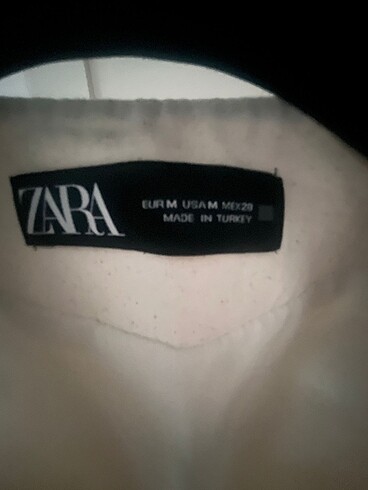 ZARA
EUR M USA M MEX 28
MADE IN TURKEY